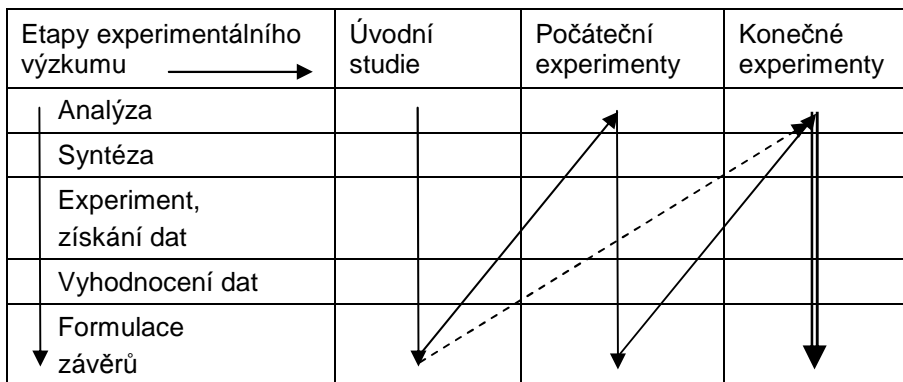 Etapy experimentálního
výzkumu
Úvodní
studie
Počáteční
experimenty
Konečné
experimenty
Analýza
Syntéza
Experiment,
získání dat
Vyhodnocení dat
Formulace
závěrů